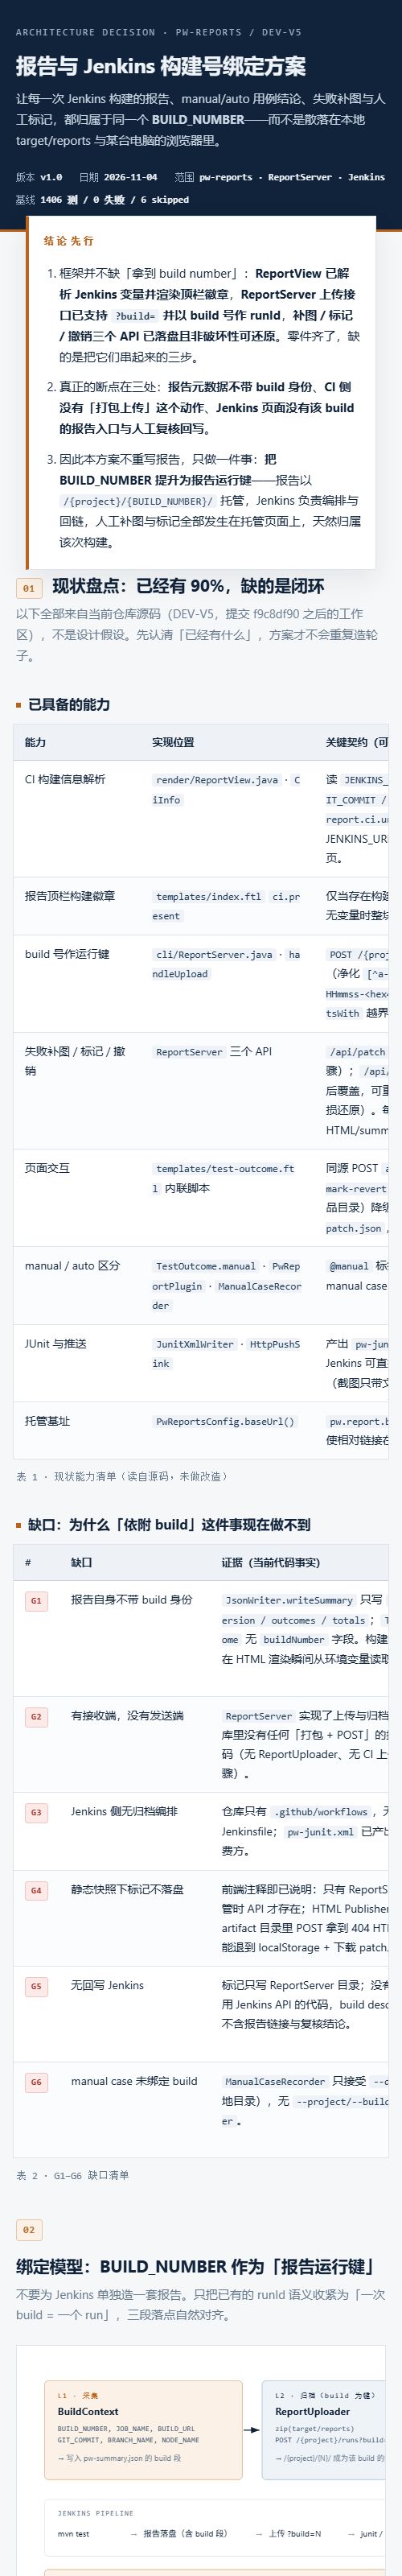 ARCHITECTURE DECISION · PW-REPORTS / DEV-V5
报告与 Jenkins 构建号绑定方案
让每一次 Jenkins 构建的报告、manual/auto 用例结论、失败补图与人
工标记，都归属于同一个 BUILD_NUMBER——而不是散落在本地
target/reports 与某台电脑的浏览器里。
版本 v1.0 日期 2026-11-04 范围 pw-reports · ReportServer · Jenkins
基线 1406 测 / 0 失败 / 6 skipped
结论先行
1. 框架并不缺「拿到 build number」：ReportView 已解
析 Jenkins 变量并渲染顶栏徽章，ReportServer 上传接
口已支持 ?build= 并以 build 号作 runId，补图 / 标记
/ 撤销三个 API 已落盘且非破坏性可还原。零件齐了，缺
的是把它们串起来的三步。
2. 真正的断点在三处：报告元数据不带 build 身份、CI 侧
没有「打包上传」这个动作、Jenkins 页面没有该 build
的报告入口与人工复核回写。
3. 因此本方案不重写报告，只做一件事：把
BUILD_NUMBER 提升为报告运行键——报告以
/{project}/{BUILD_NUMBER}/ 托管，Jenkins 负责编排与
回链，人工补图与标记全部发生在托管页面上，天然归属
该次构建。
01 现状盘点：已经有 90%，缺的是闭环
以下全部来自当前仓库源码（DEV-V5，提交 f9c8df90 之后的工作
区），不是设计假设。先认清「已经有什么」，方案才不会重复造轮
子。
已具备的能力
能力 实现位置 关键契约（可
CI 构建信息解析 render/ReportView.java · C 读 JENKINS_
iInfo IT_COMMIT /
report.ci.u
JENKINS_UR
页。
报告顶栏构建徽章 templates/index.ftl ci.pr 仅当存在构建
esent 无变量时整块
build 号作运行键 cli/ReportServer.java · ha POST /{proj
ndleUpload （净化 [^a-
HHmmss-<hex
tsWith 越界
失败补图 / 标记 / 撤 ReportServer 三个 API /api/patch
销 骤）； /api/
后覆盖，可重
损还原）。每
HTML/summ
页面交互 templates/test-outcome.ft 同源 POST
l 内联脚本 mark-revert
品目录）降级
patch.json
manual / auto 区分 TestOutcome.manual · PwRep @manual 标
ortPlugin · ManualCaseRecor manual case
der
JUnit 与推送 JunitXmlWriter · HttpPushS 产出 pw-jun
ink Jenkins 可直
（截图只带文
托管基址 PwReportsConfig.baseUrl() pw.report.b
使相对链接在
表 1 · 现状能力清单（读自源码，未做改造）
缺口：为什么「依附 build」这件事现在做不到
# 缺口 证据（当前代码事实）
G1 报告自身不带 build 身份 JsonWriter.writeSummary 只写
ersion / outcomes / totals ；
ome 无 buildNumber 字段。构建
在 HTML 渲染瞬间从环境变量读取
G2 有接收端，没有发送端 ReportServer 实现了上传与归档
库里没有任何「打包 + POST」的
码（无 ReportUploader、无 CI 上
骤）。
G3 Jenkins 侧无归档编排 仓库只有 .github/workflows ，无
Jenkinsfile； pw-junit.xml 已产出
费方。
G4 静态快照下标记不落盘 前端注释即已说明：只有 ReportS
管时 API 才存在；HTML Publisher
artifact 目录里 POST 拿到 404 HT
能退到 localStorage + 下载 patch.
G5 无回写 Jenkins 标记只写 ReportServer 目录；没有
用 Jenkins API 的代码，build desc
不含报告链接与复核结论。
G6 manual case 未绑定 build ManualCaseRecorder 只接受
地目录），无 --project/--build
er 。
表 2 · G1–G6 缺口清单
02
绑定模型：BUILD_NUMBER 作为「报告运行键」
不要为 Jenkins 单独造一套报告。只把已有的 runId 语义收紧为「一次
build = 一个 run」，三段落点自然对齐。
L1 · 采集
BuildContext
BUILD_NUMBER, JOB_NAME, BUILD_URL
GIT_COMMIT, BRANCH_NAME, NODE_NAME
→ 写入 pw-summary.json 的 build 段
L2 · 归档（build 为键）
ReportUploader
zip(target/reports)
POST /{project}/runs?build=
→ /{project}/{N}/ 成为该 build 的
JENKINS PIPELINE
mvn test → 报告落盘（含 build 段） → 上传 ?build=N → junit /